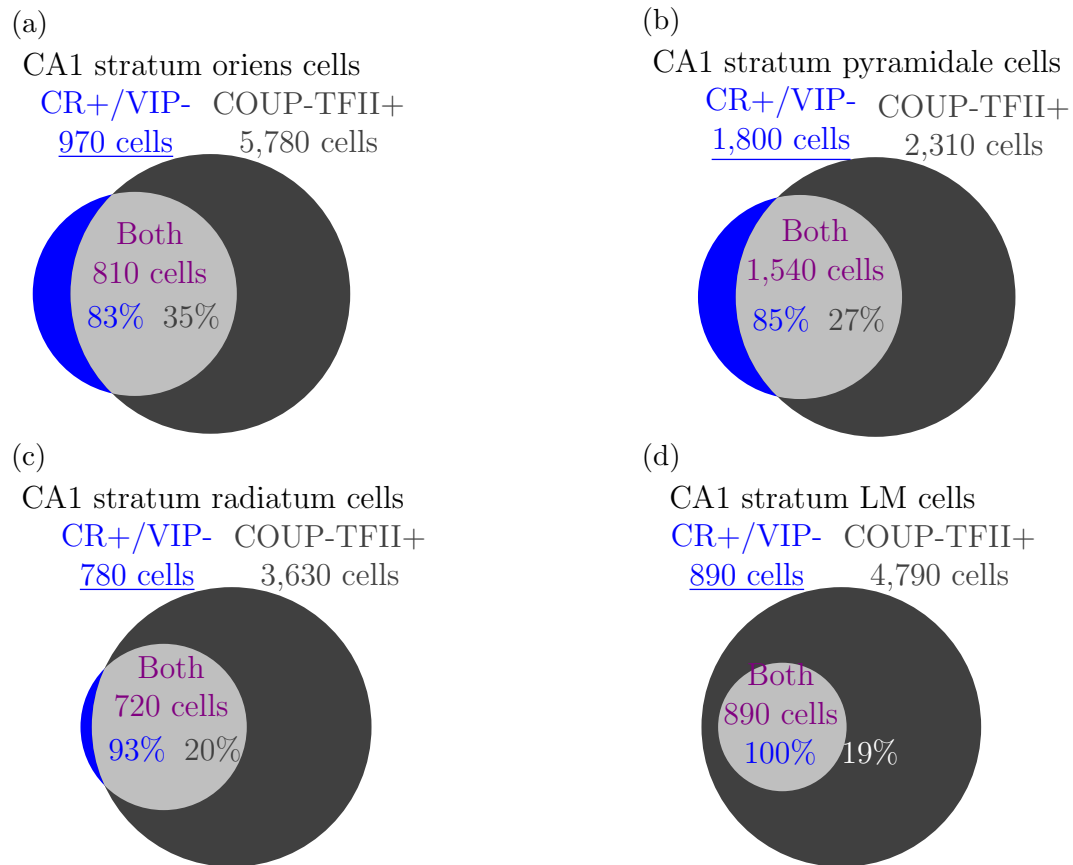 (a)
CA1 stratum oriens cells
CR+/VIP- COUP-TFII+
970 cells 5,780 cells
Both
810 cells
83% 35%
(b)
CA1 stratum pyramidale cells
CR+/VIP- COUP-TFII+
1,800 cells 2,310 cells
Both
1,540 cells
85% 27%
(c)
CA1 stratum radiatum cells
CR+/VIP- COUP-TFII+
780 cells 3,630 cells
Both
720 cells
93% 20%
(d)
CA1 stratum LM cells
CR+/VIP- COUP-TFII+
890 cells 4,790 cells
Both
890 cells
100% 19%